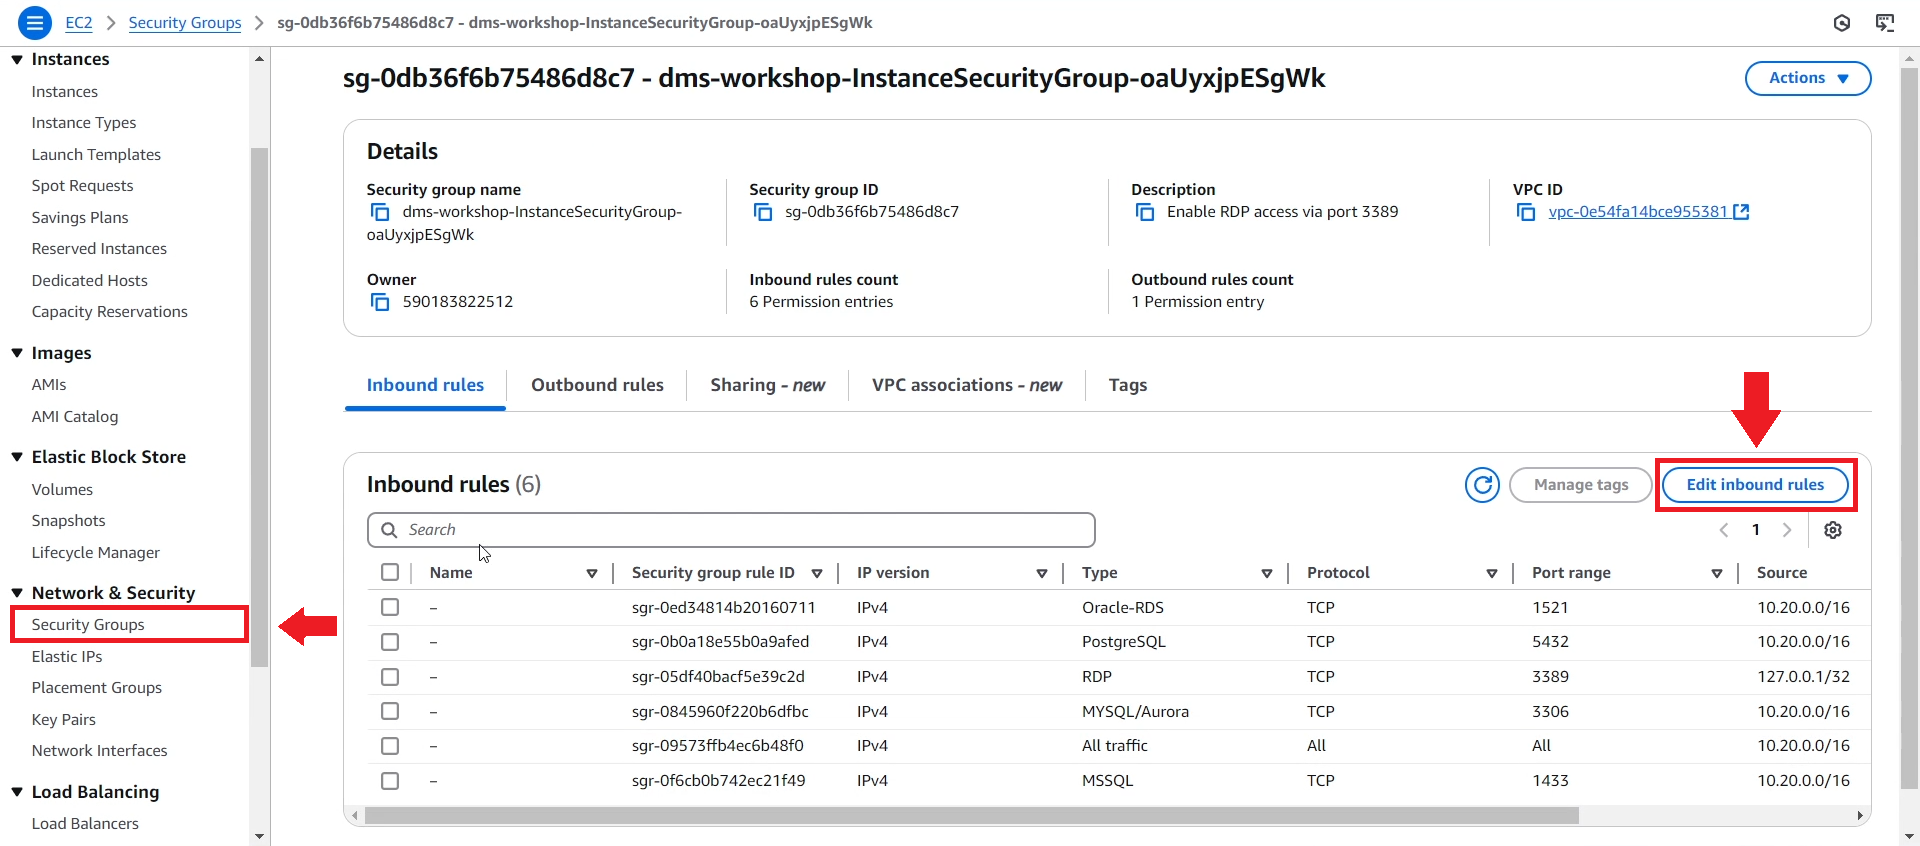 EC2 > Security Groups > sg-0db36f6b75486d8c7 - dms-workshop-InstanceSecurityGroup-oaUyxjpESgWk
Instances
Instances
Instance Types
Launch Templates
Spot Requests
Savings Plans
Reserved Instances
Dedicated Hosts
Capacity Reservations
Images
AMIs
AMI Catalog
Elastic Block Store
Volumes
Snapshots
Lifecycle Manager
Network & Security
Security Groups
Elastic IPs
Placement Groups
Key Pairs
Network Interfaces
Load Balancing
Load Balancers
sg-0db36f6b75486d8c7 - dms-workshop-InstanceSecurityGroup-oaUyxjpESgWk
Actions
Details
Security group name
dms-workshop-InstanceSecurityGroup-
oaUyxjpESgWk
Security group ID
sg-0db36f6b75486d8c7
Description
Enable RDP access via port 3389
VPC ID
vpc-0e54fa14bce955381
Owner
590183822512
Inbound rules count
6 Permission entries
Outbound rules count
1 Permission entry
Inbound rules Outbound rules Sharing - new VPC associations - new Tags
Inbound rules (6)
Manage tags Edit inbound rules
Search
< 1 >
Name Security group rule ID IP version Type Protocol Port range Source
– sgr-0ed34814b20160711 IPv4 Oracle-RDS TCP 1521 10.20.0.0/16
– sgr-0b0a18e55b0a9afed IPv4 PostgreSQL TCP 5432 10.20.0.0/16
– sgr-05df40bacf5e39c2d IPv4 RDP TCP 3389 127.0.0.1/32
– sgr-0845960f220b6dfbc IPv4 MYSQL/Aurora TCP 3306 10.20.0.0/16
– sgr-09573ffb4ec6b48f0 IPv4 All traffic All All 10.20.0.0/16
– sgr-0f6cb0b742ec21f49 IPv4 MSSQL TCP 1433 10.20.0.0/16